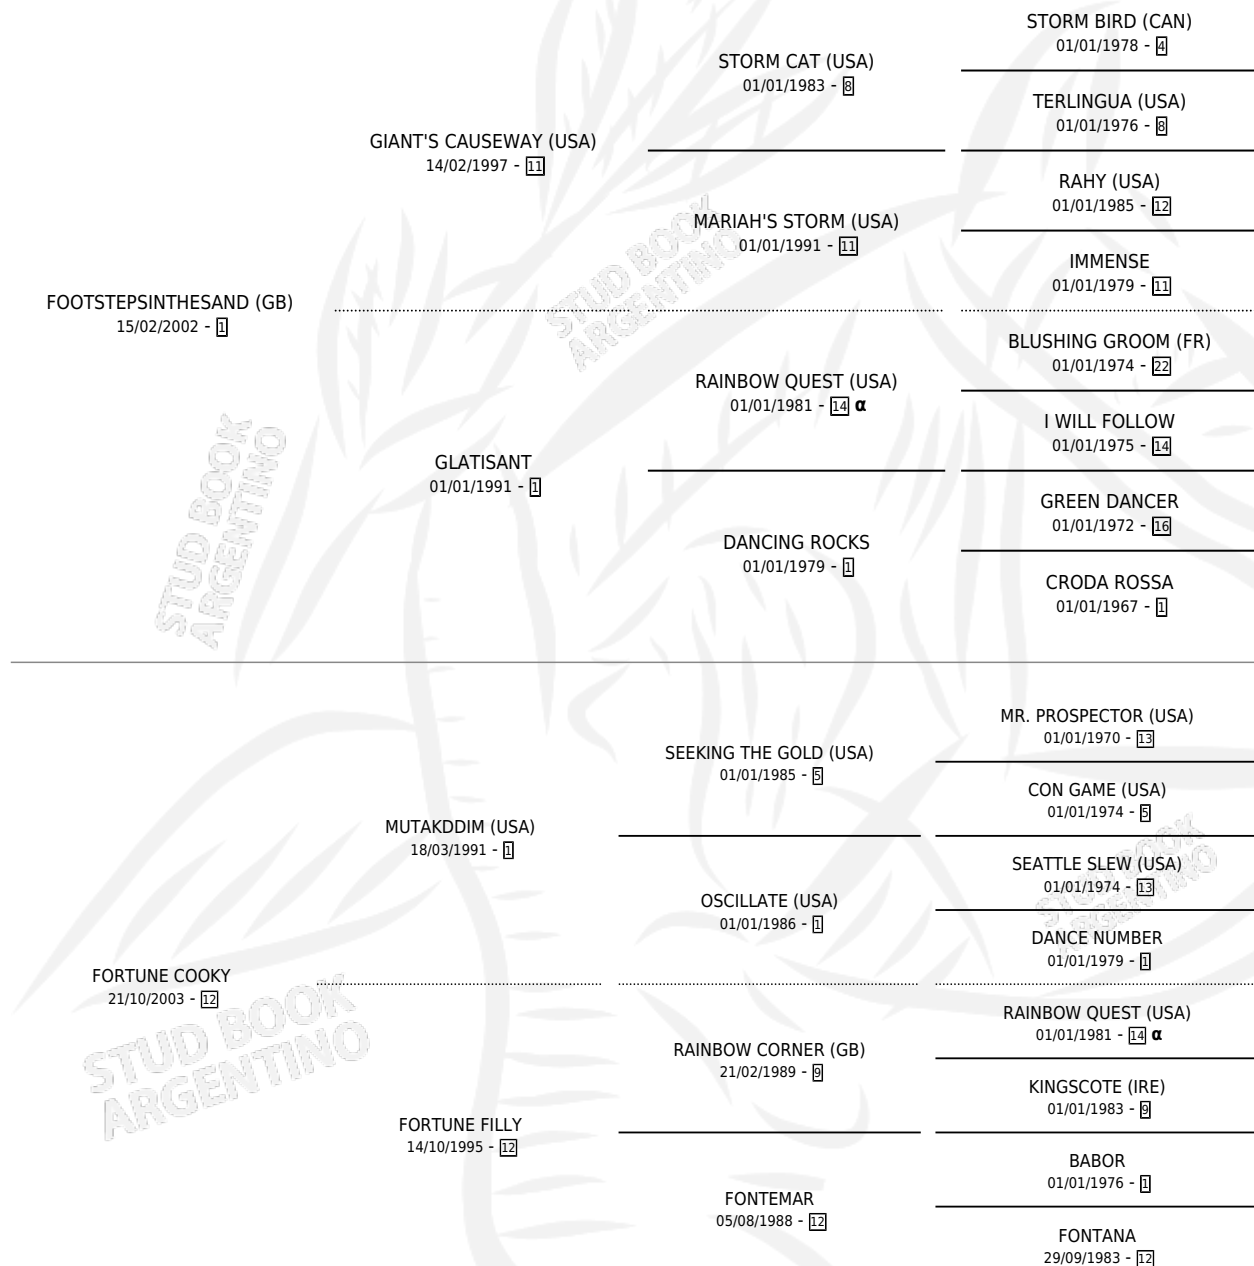 STORM BIRD (CAN)
01/01/1978 - 4
STORM CAT (USA)
01/01/1983 - 8
TERLINGUA (USA)
01/01/1976 - 8
GIANT'S CAUSEWAY (USA)
14/02/1997 - 11
RAHY (USA)
01/01/1985 - 12
MARIAH'S STORM (USA)
01/01/1991 - 11
IMMENSE
01/01/1979 - 11
FOOTSTEPSINTHESAND (GB)
15/02/2002 - 1
BLUSHING GROOM (FR)
01/01/1974 - 22
RAINBOW QUEST (USA)
01/01/1981 - 14 α
I WILL FOLLOW
01/01/1975 - 14
GLATISANT
01/01/1991 - 1
GREEN DANCER
01/01/1972 - 16
DANCING ROCKS
01/01/1979 - 1
CRODA ROSSA
01/01/1967 - 1
MR. PROSPECTOR (USA)
01/01/1970 - 13
SEEKING THE GOLD (USA)
01/01/1985 - 5
CON GAME (USA)
01/01/1974 - 5
MUTAKDDIM (USA)
18/03/1991 - 1
SEATTLE SLEW (USA)
01/01/1974 - 13
OSCILLATE (USA)
01/01/1986 - 1
DANCE NUMBER
01/01/1979 - 1
FORTUNE COOKY
21/10/2003 - 12
RAINBOW QUEST (USA)
01/01/1981 - 14 α
RAINBOW CORNER (GB)
21/02/1989 - 9
KINGSCOTE (IRE)
01/01/1983 - 9
FORTUNE FILLY
14/10/1995 - 12
BABOR
01/01/1976 - 1
FONTEMAR
05/08/1988 - 12
FONTANA
29/09/1983 - 12
STUD BOOK
ARGENTINO
STUD BOOK
ARGENTINO
STUD BOOK
ARGENTINO
STUD BOOK
ARGENTINO